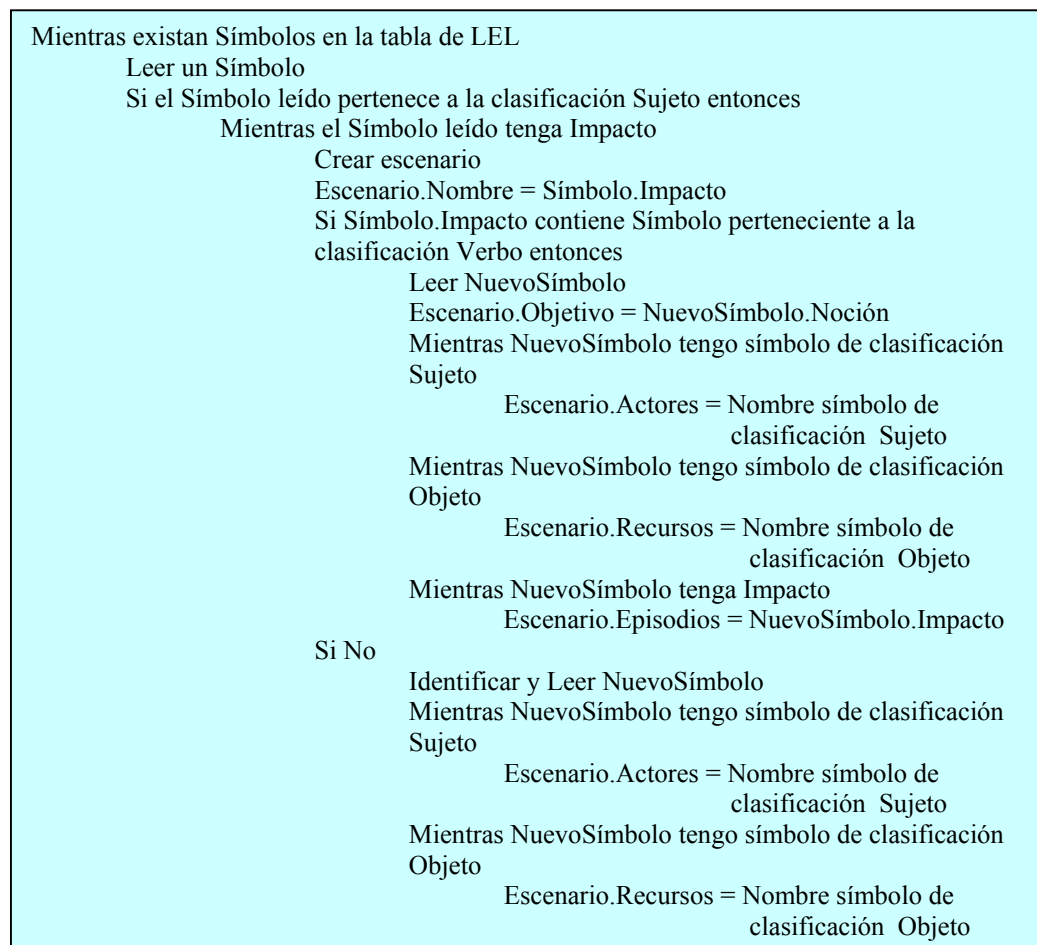 Mientras existan Símbolos en la tabla de LEL
Leer un Símbolo
Si el Símbolo leído pertenece a la clasificación Sujeto entonces
Mientras el Símbolo leído tenga Impacto
Crear escenario
Escenario.Nombre = Símbolo.Impacto
Si Símbolo.Impacto contiene Símbolo perteneciente a la
clasificación Verbo entonces
Leer NuevoSímbolo
Escenario.Objetivo = NuevoSímbolo.Noción
Mientras NuevoSímbolo tengo símbolo de clasificación
Sujeto
Escenario.Actores = Nombre símbolo de
clasificación Sujeto
Mientras NuevoSímbolo tengo símbolo de clasificación
Objeto
Escenario.Recursos = Nombre símbolo de
clasificación Objeto
Mientras NuevoSímbolo tenga Impacto
Escenario.Episodios = NuevoSímbolo.Impacto
Si No
Identificar y Leer NuevoSímbolo
Mientras NuevoSímbolo tengo símbolo de clasificación
Sujeto
Escenario.Actores = Nombre símbolo de
clasificación Sujeto
Mientras NuevoSímbolo tengo símbolo de clasificación
Objeto
Escenario.Recursos = Nombre símbolo de
clasificación Objeto